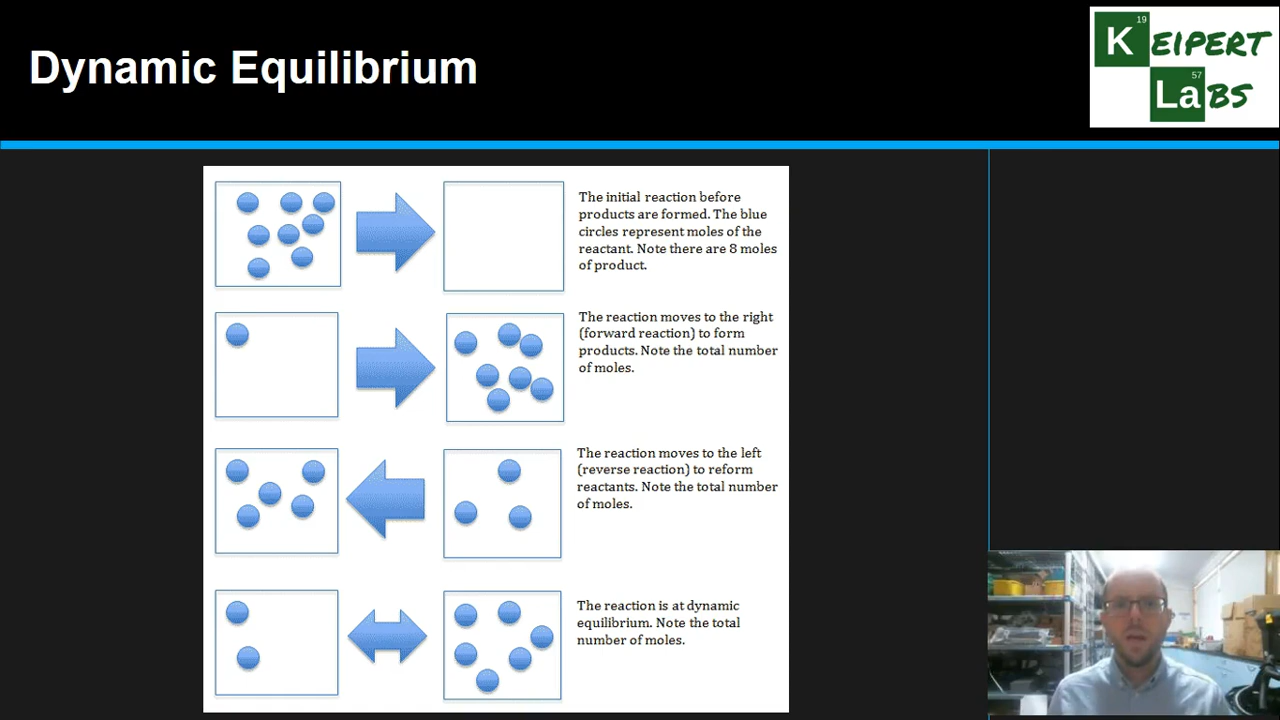 Dynamic Equilibrium
19
K EIPERT
57
La BS
The initial reaction before
products are formed. The blue
circles represent moles of the
reactant. Note there are 8 moles
of product.
The reaction moves to the right
(forward reaction) to form
products. Note the total number
of moles.
The reaction moves to the left
(reverse reaction) to reform
reactants. Note the total number
of moles.
The reaction is at dynamic
equilibrium. Note the total
number of moles.